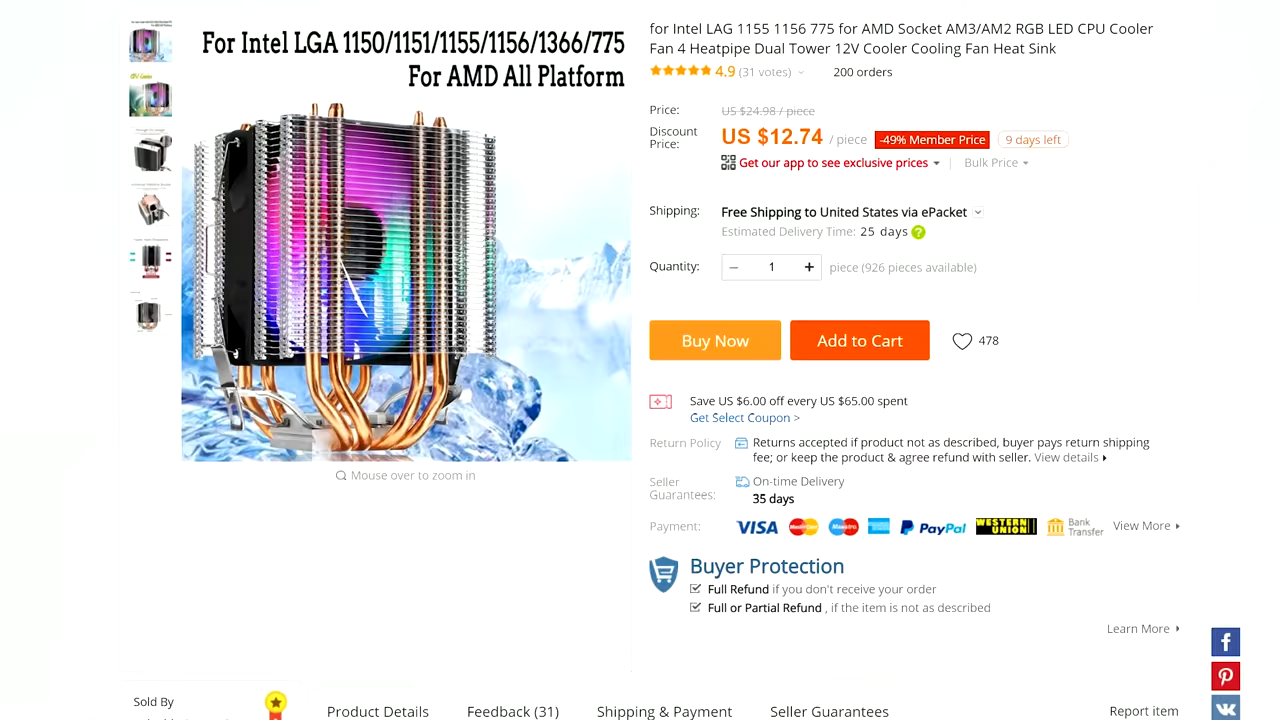 For Intel LGA 1150/1151/1155/1156/1366/775
For AMD All Platform
Mouse over to zoom in
for Intel LAG 1155 1156 775 for AMD Socket AM3/AM2 RGB LED CPU Cooler
Fan 4 Heatpipe Dual Tower 12V Cooler Cooling Fan Heat Sink
4.9 (31 votes) 200 orders
Price: US $24.98 / piece
Discount Price: US $12.74 / piece -49% Member Price 9 days left
Get our app to see exclusive prices Bulk Price
Shipping: Free Shipping to United States via ePacket
Estimated Delivery Time: 25 days ?
Quantity: 1 piece (926 pieces available)
Buy Now Add to Cart 478
Save US $6.00 off every US $65.00 spent
Get Select Coupon >
Return Policy Returns accepted if product not as described, buyer pays return shipping
fee; or keep the product & agree refund with seller. View details
Seller Guarantees: On-time Delivery
35 days
Payment: VISA MasterCard Maestro PayPal WESTERN UNION Bank Transfer View More
Buyer Protection
Full Refund if you don't receive your order
Full or Partial Refund , if the item is not as described
Learn More
Sold By
Product Details Feedback (31) Shipping & Payment Seller Guarantees Report item